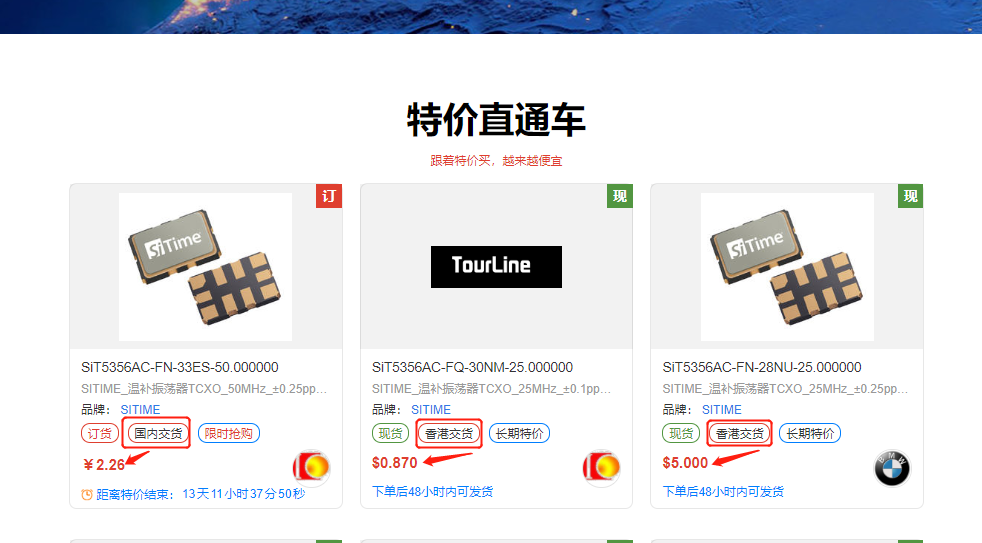 特价直通车
跟着特价买，越来越便宜
订
SiTime
SiT5356AC-FN-33ES-50.000000
SITIME_温补振荡器TCXO_50MHz_±0.25pp...
品牌： SITIME
订货 国内交货 限时抢购
￥2.26
距离特价结束： 13天11小时37分50秒
现
TourLine
SiT5356AC-FQ-30NM-25.000000
SITIME_温补振荡器TCXO_25MHz_±0.1pp...
品牌： SITIME
现货 香港交货 长期特价
$0.870
下单后48小时内可发货
现
SiTime
SiT5356AC-FN-28NU-25.000000
SITIME_温补振荡器TCXO_25MHz_±0.25pp...
品牌： SITIME
现货 香港交货 长期特价
$5.000
BMW
下单后48小时内可发货